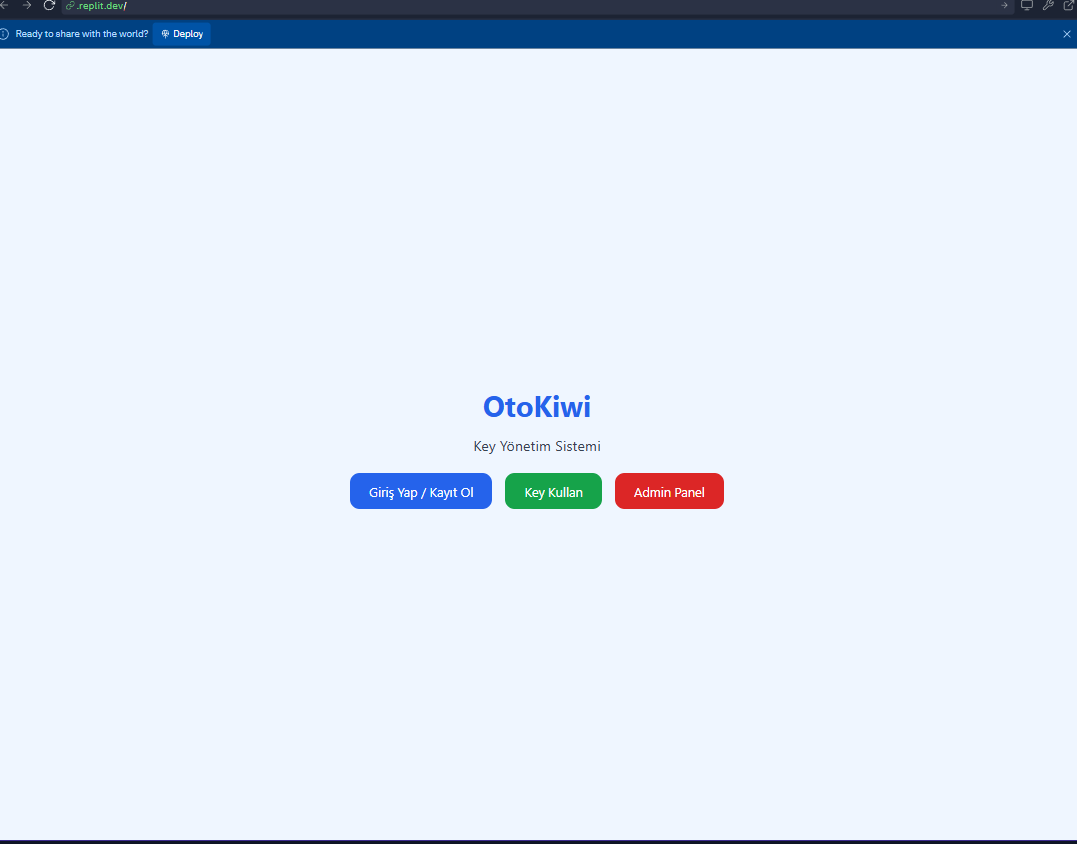 .replit.dev/
Ready to share with the world? Deploy
OtoKiwi
Key Yönetim Sistemi
Giriş Yap / Kayıt Ol Key Kullan Admin Panel